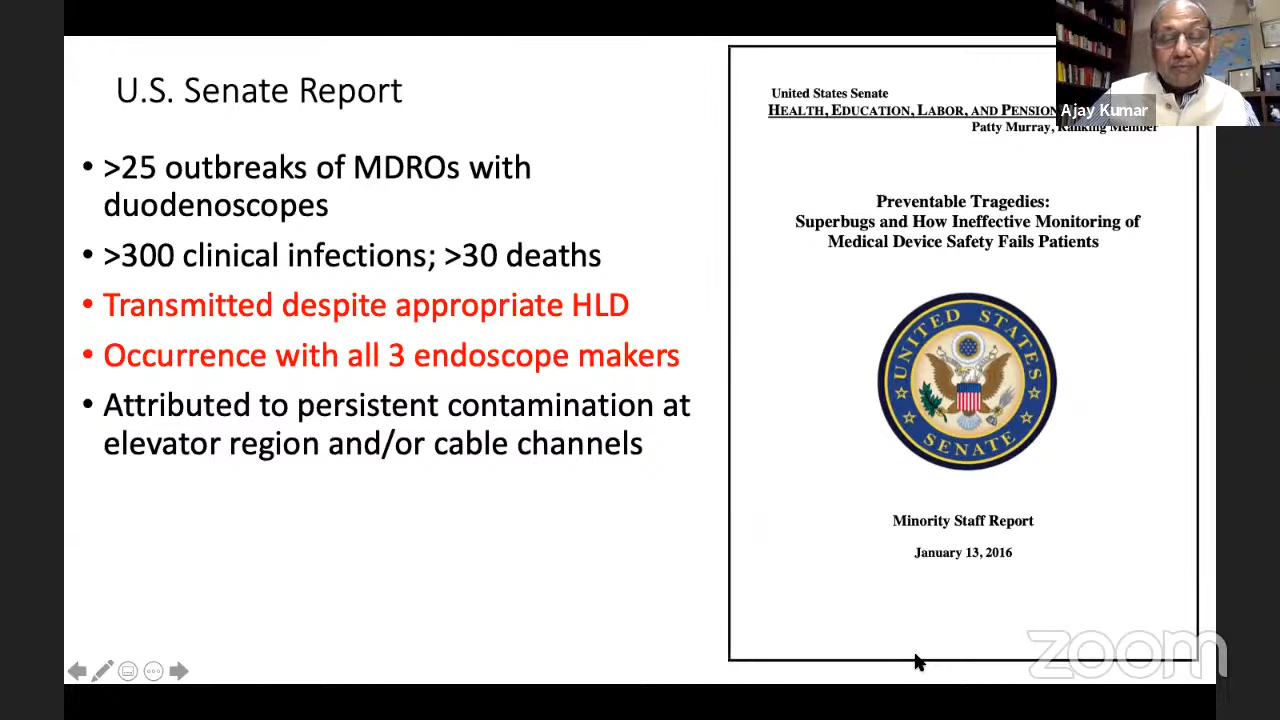 U.S. Senate Report
• >25 outbreaks of MDROs with
duodenoscopes
• >300 clinical infections; >30 deaths
• Transmitted despite appropriate HLD
• Occurrence with all 3 endoscope makers
• Attributed to persistent contamination at
elevator region and/or cable channels
United States Senate
HEALTH, EDUCATION, LABOR, AND
Patty Murray, Ranking Member
Preventable Tragedies:
Superbugs and How Ineffective Monitoring of
Medical Device Safety Fails Patients
UNITED STATES
SENATE
Minority Staff Report
January 13, 2016
Ajay Kumar
zoom